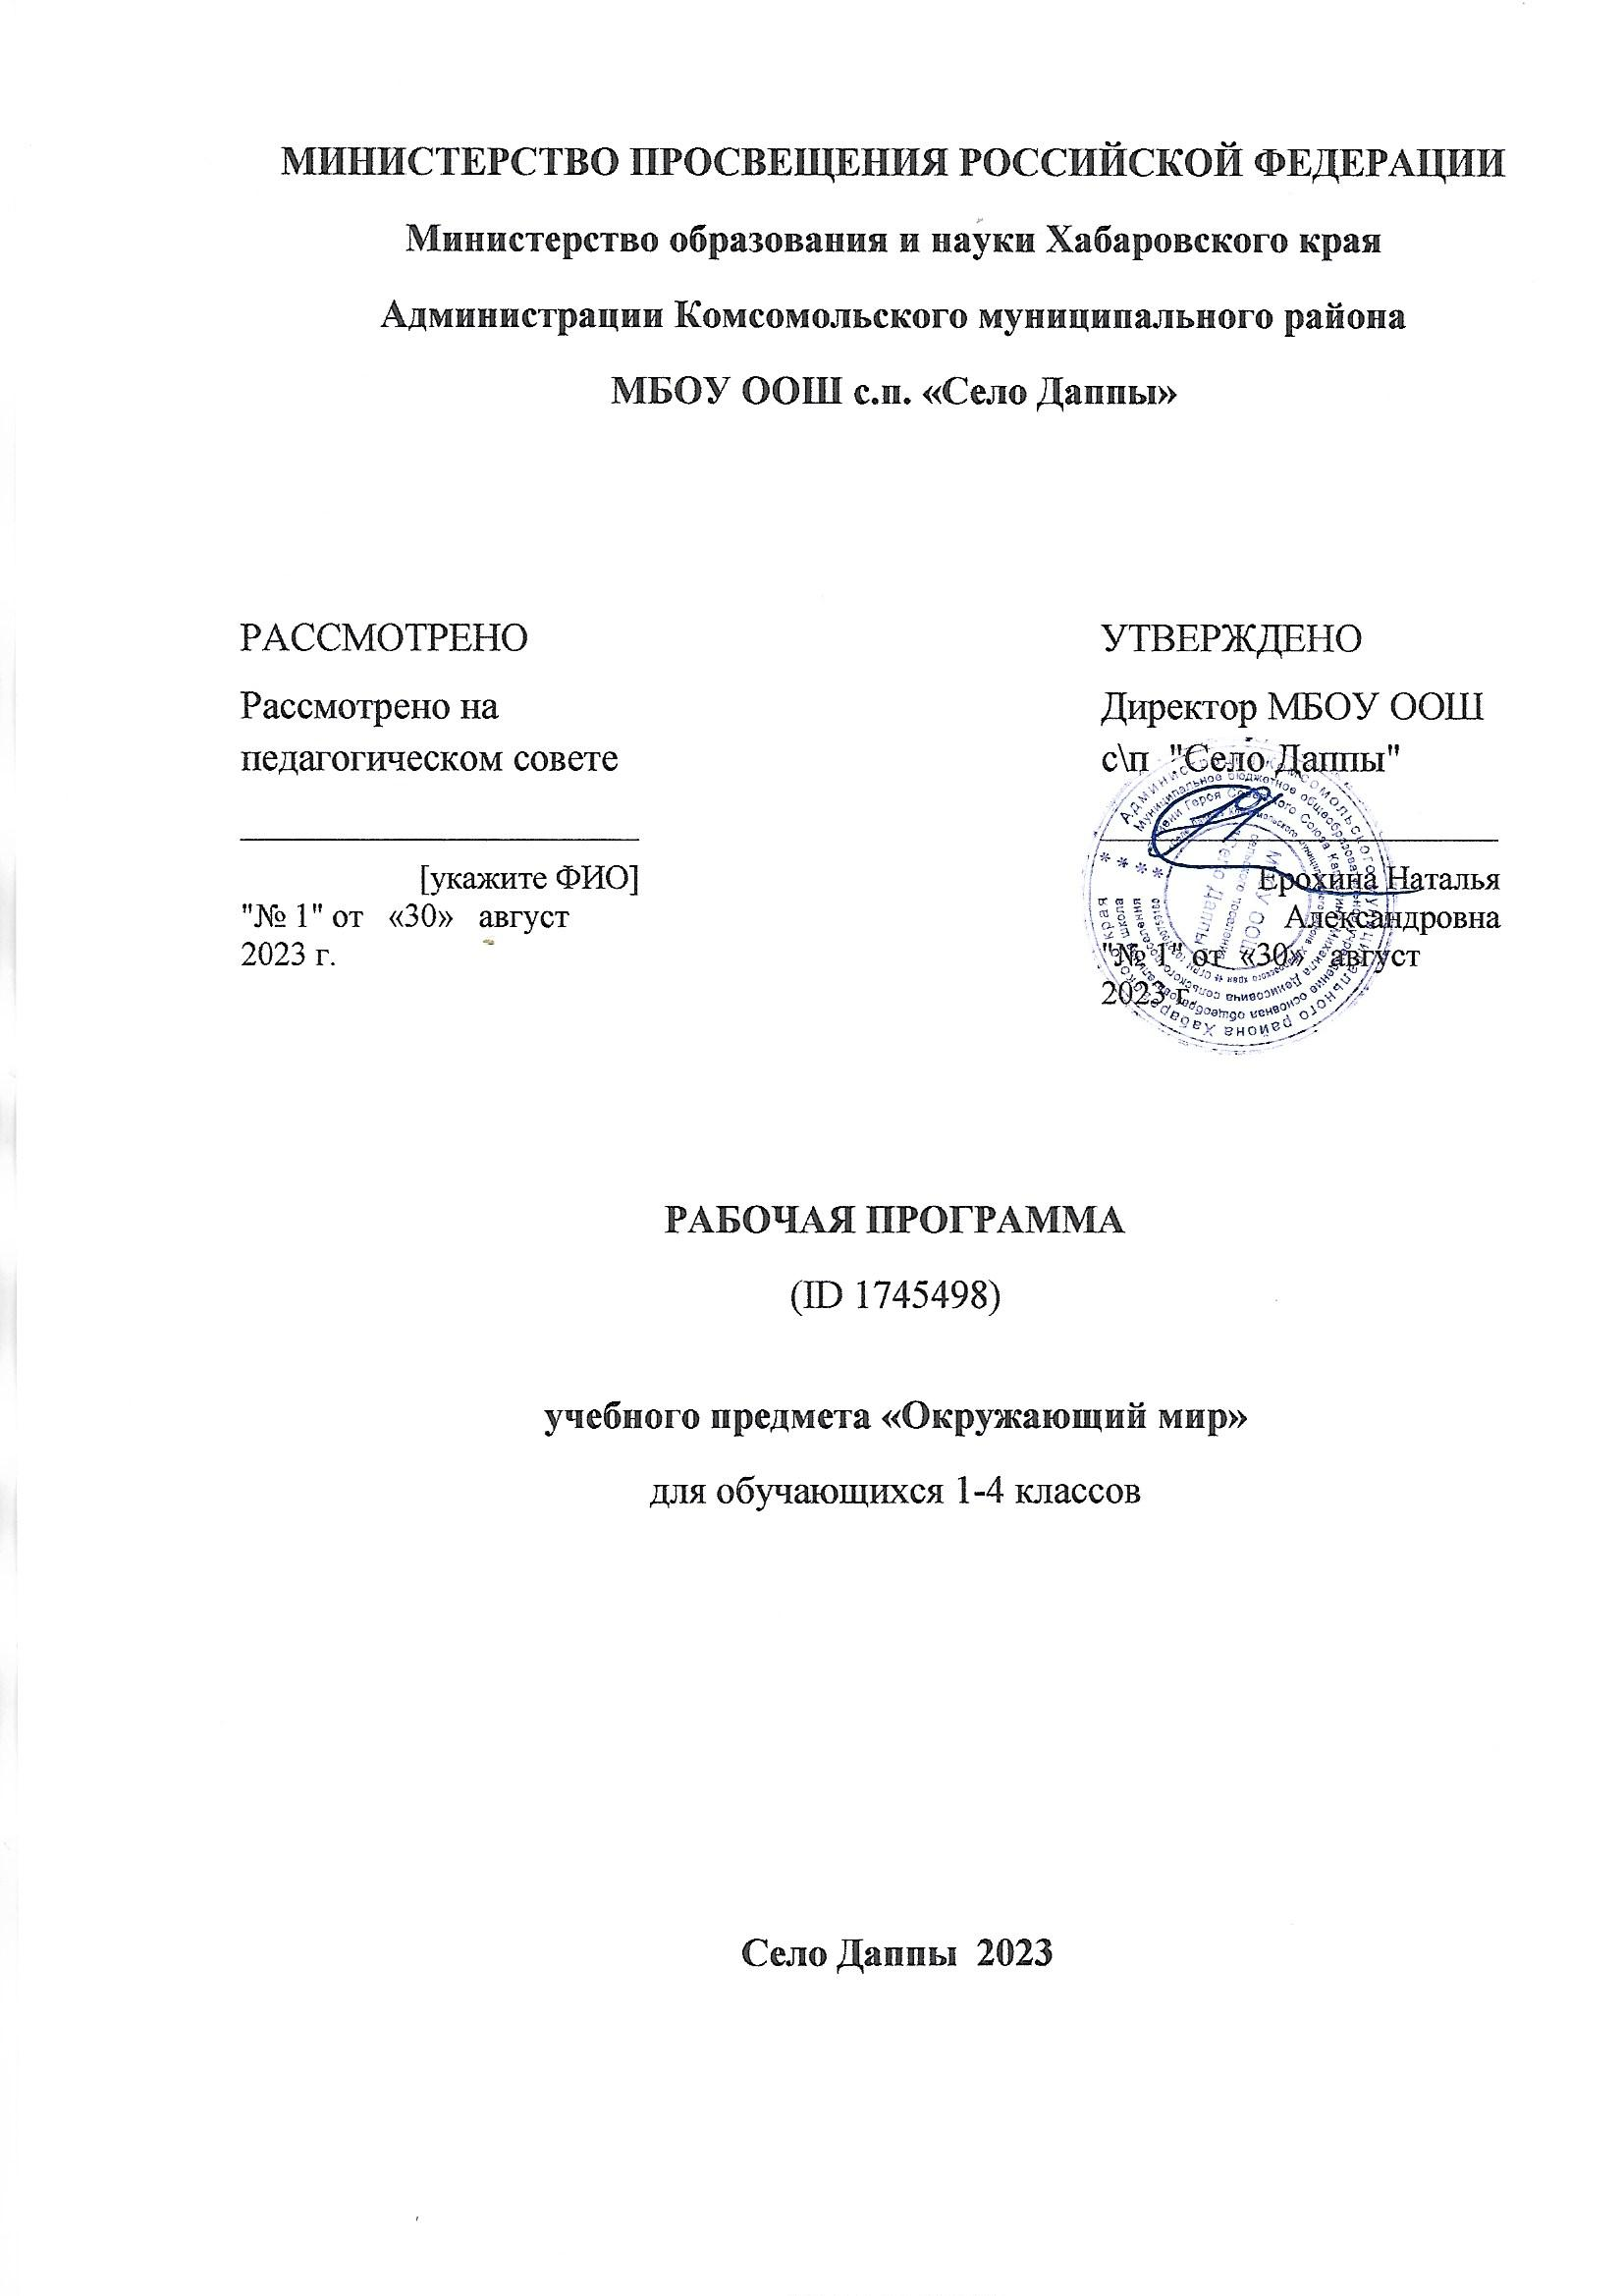 МИНИСТЕРСТВО ПРОСВЕЩЕНИЯ РОССИЙСКОЙ ФЕДЕРАЦИИ
Министерство образования и науки Хабаровского края
Администрации Комсомольского муниципального района
МБОУ ООШ с.п. «Село Даппы»
РАССМОТРЕНО
Рассмотрено на
педагогическом совете
[укажите ФИО]
"№ 1" от «30» август
2023 г.
УТВЕРЖДЕНО
Директор МБОУ ООШ
с\п "Село Даппы"
Ерохина Наталья
Александровна
"№ 1" от «30» август
2023 г.
РАБОЧАЯ ПРОГРАММА
(ID 1745498)
учебного предмета «Окружающий мир»
для обучающихся 1-4 классов
Село Даппы 2023